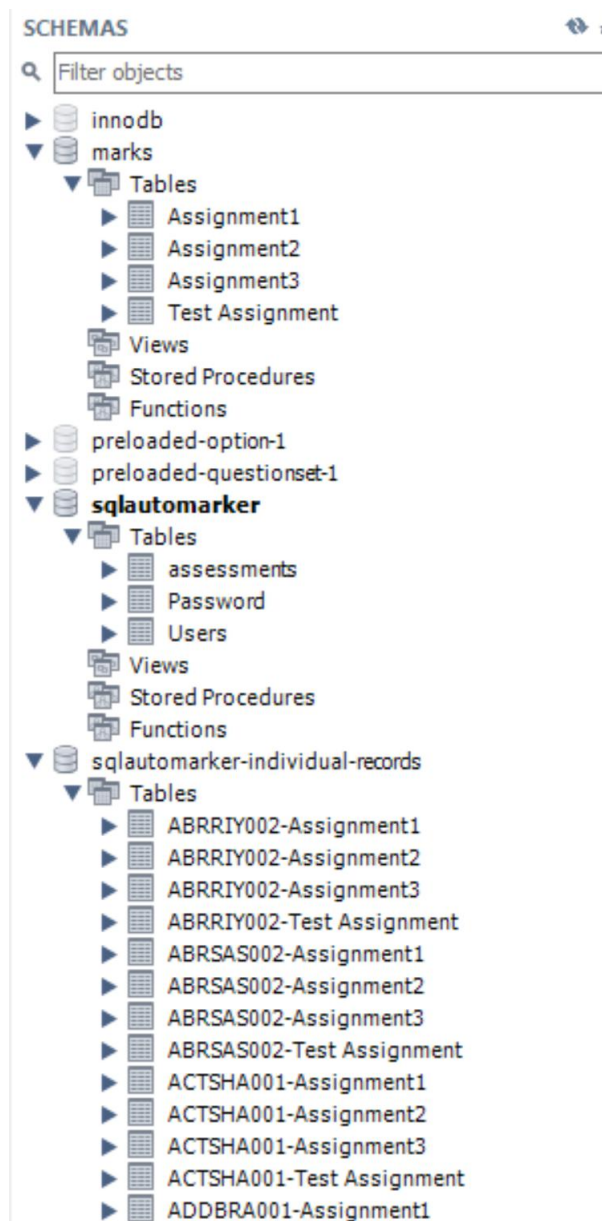 SCHEMAS
Filter objects
innodb
marks
Tables
Assignment1
Assignment2
Assignment3
Test Assignment
Views
Stored Procedures
Functions
preloaded-option-1
preloaded-questionset-1
sqlautomarker
Tables
assessments
Password
Users
Views
Stored Procedures
Functions
sqlautomarker-individual-records
Tables
ABRRIY002-Assignment1
ABRRIY002-Assignment2
ABRRIY002-Assignment3
ABRRIY002-Test Assignment
ABRSAS002-Assignment1
ABRSAS002-Assignment2
ABRSAS002-Assignment3
ABRSAS002-Test Assignment
ACTSHA001-Assignment1
ACTSHA001-Assignment2
ACTSHA001-Assignment3
ACTSHA001-Test Assignment
ADDBRA001-Assignment1